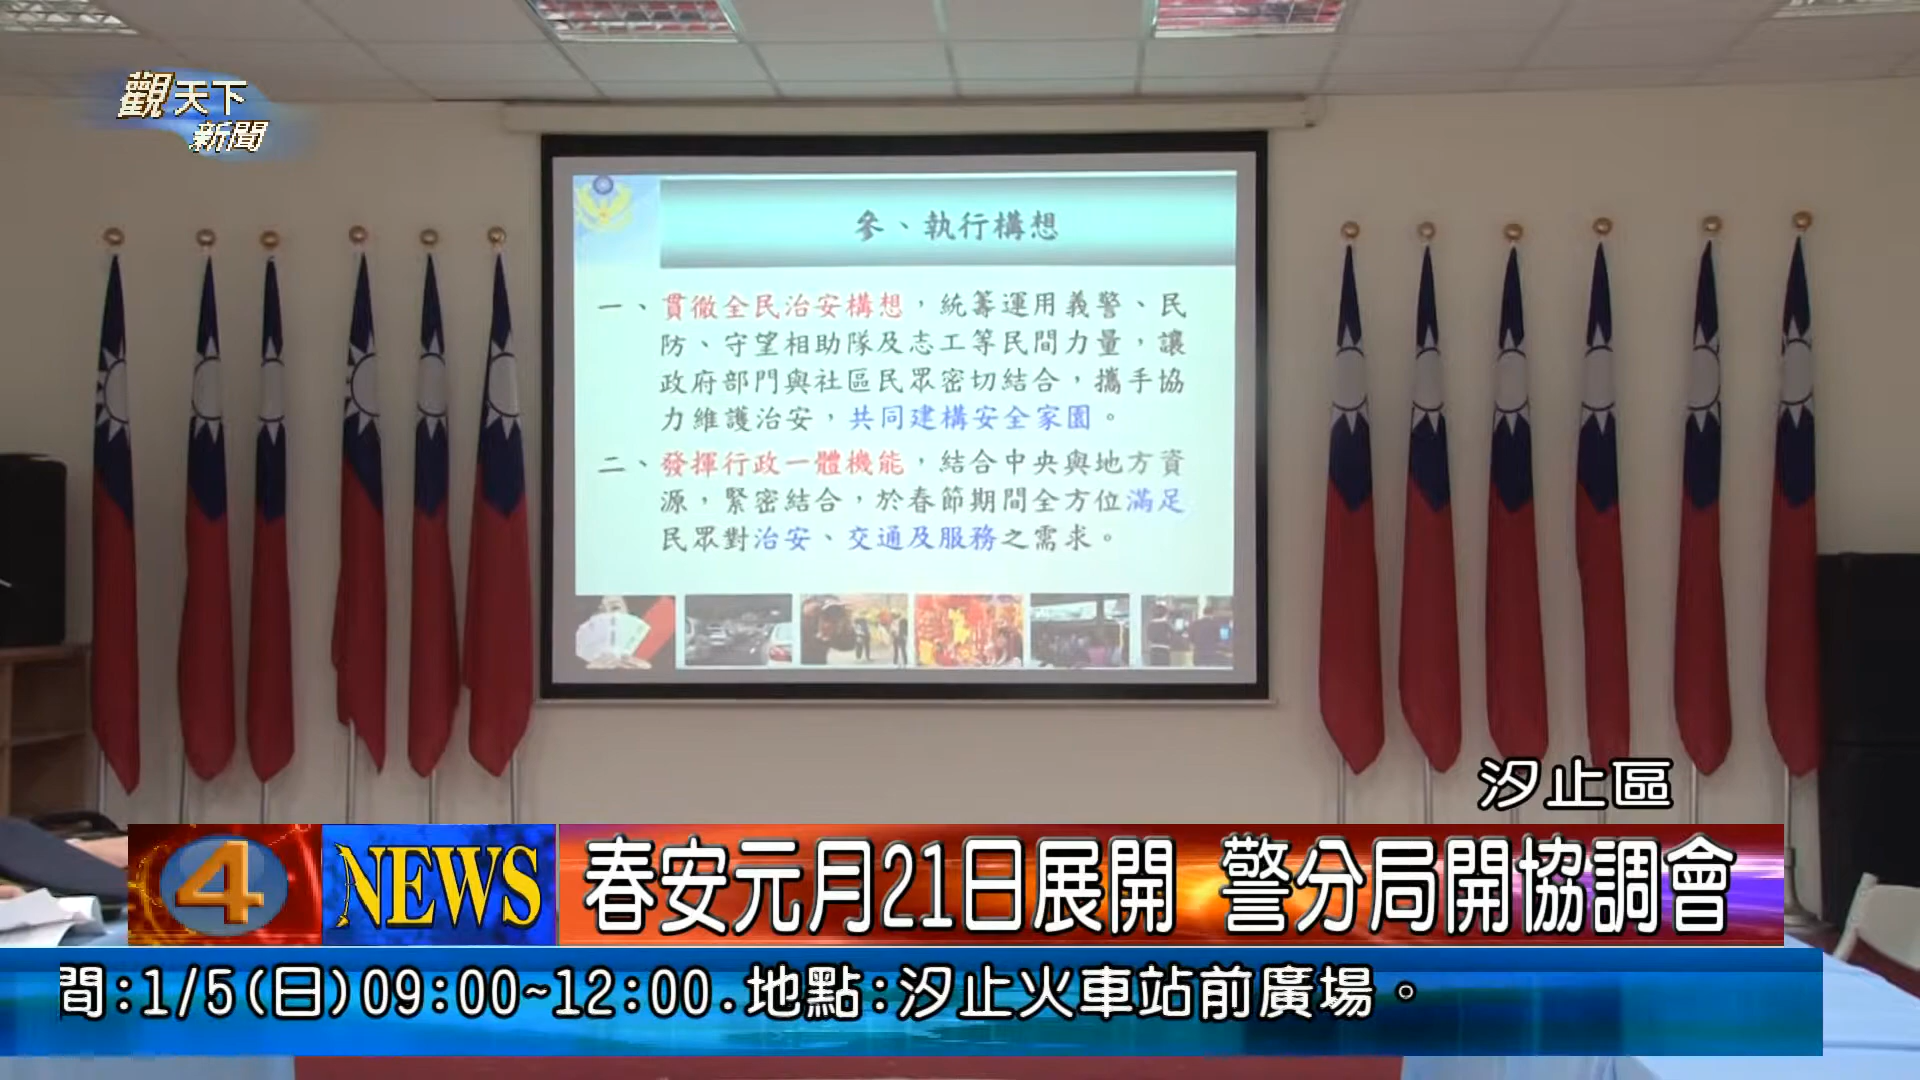 觀天下
新聞
參、執行構想
一、貫徹全民治安構想，統籌運用義警、民
防、守望相助隊及志工等民間力量，讓
政府部門與社區民眾密切結合，攜手協
力維護治安，共同建構安全家園。
二、發揮行政一體機能，結合中央與地方資
源，緊密結合，於春節期間全方位滿足
民眾對治安、交通及服務之需求。
汐止區
4 NEWS 春安元月21日展開 警分局開協調會
間:1/5(日)09:00~12:00.地點:汐止火車站前廣場。